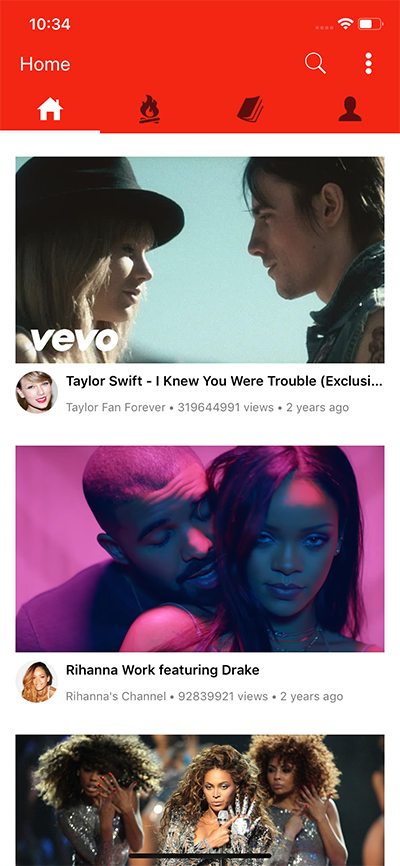 10:34
Home
vevo
Taylor Swift - I Knew You Were Trouble (Exclusi...
Taylor Fan Forever • 319644991 views • 2 years ago
Rihanna Work featuring Drake
Rihanna's Channel • 92839921 views • 2 years ago